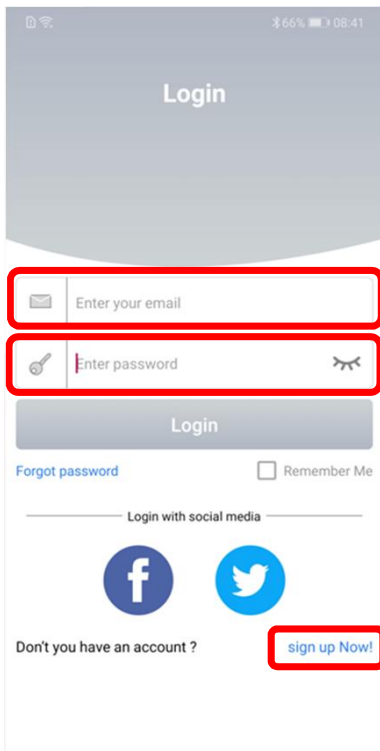 66% 08:41
Login
Enter your email
Enter password
Login
Forgot password Remember Me
Login with social media
Don't you have an account ? sign up Now!